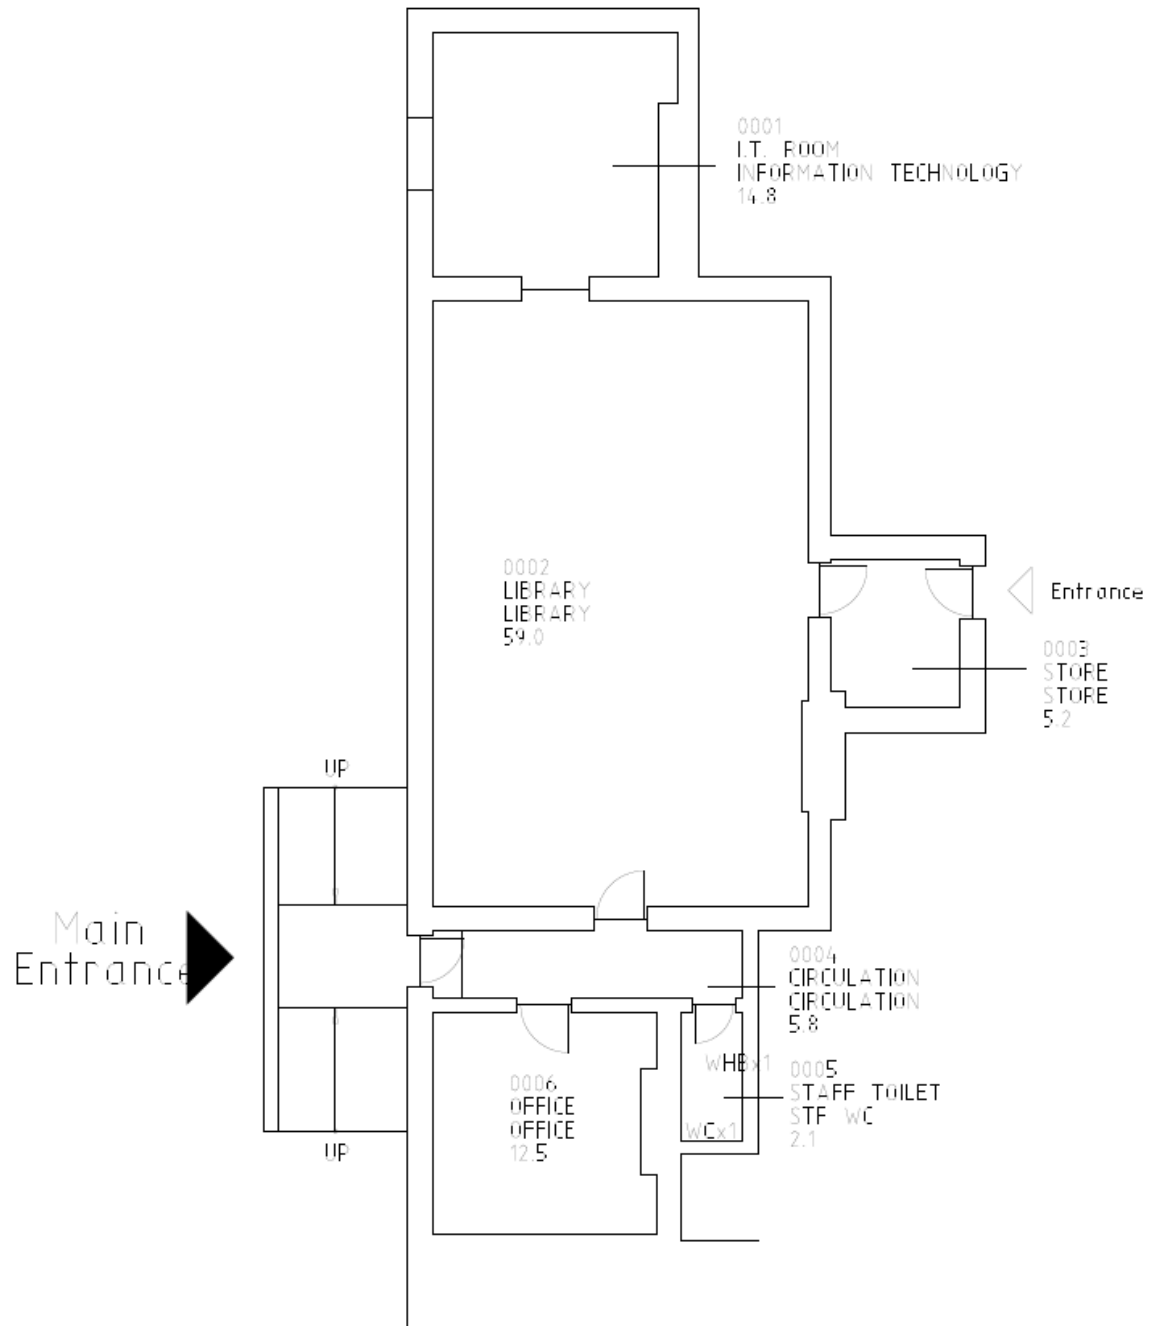 0001
I.T. ROOM
INFORMATION TECHNOLOGY
14.8
0002
LIBRARY
LIBRARY
59.0
Entrance
0003
STORE
STORE
5.2
UP
Main
Entrance
0004
CIRCULATION
CIRCULATION
5.8
WHBx1
0005
STAFF TOILET
STF WC
2.1
WCx1
0006
OFFICE
OFFICE
12.5
UP